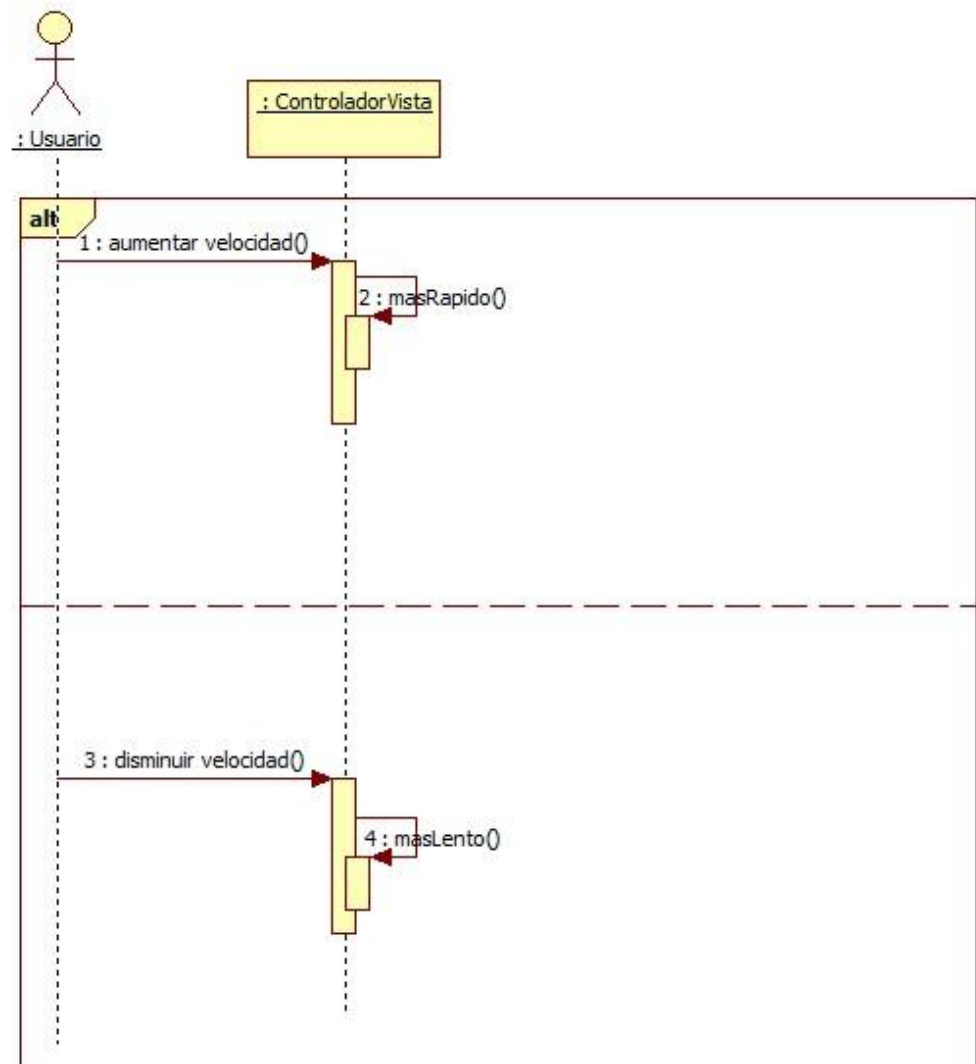 : ControladorVista
: Usuario
alt
1 : aumentar velocidad()
2 : masRapido()
3 : disminuir velocidad()
4 : masLento()